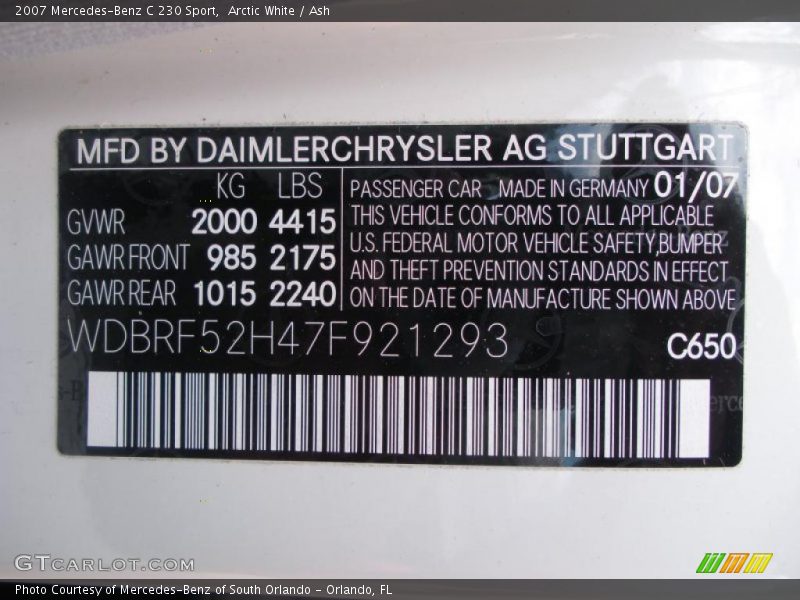 2007 Mercedes-Benz C 230 Sport, Arctic White / Ash
MFD BY DAIMLERCHRYSLER AG STUTTGART
KG LBS
GVWR 2000 4415
GAWR FRONT 985 2175
GAWR REAR 1015 2240
PASSENGER CAR MADE IN GERMANY 01/07
THIS VEHICLE CONFORMS TO ALL APPLICABLE
U.S. FEDERAL MOTOR VEHICLE SAFETY,BUMPER
AND THEFT PREVENTION STANDARDS IN EFFECT
ON THE DATE OF MANUFACTURE SHOWN ABOVE
WDBRF52H47F921293
C650
GTCARLOT.COM
Photo Courtesy of Mercedes-Benz of South Orlando - Orlando, FL